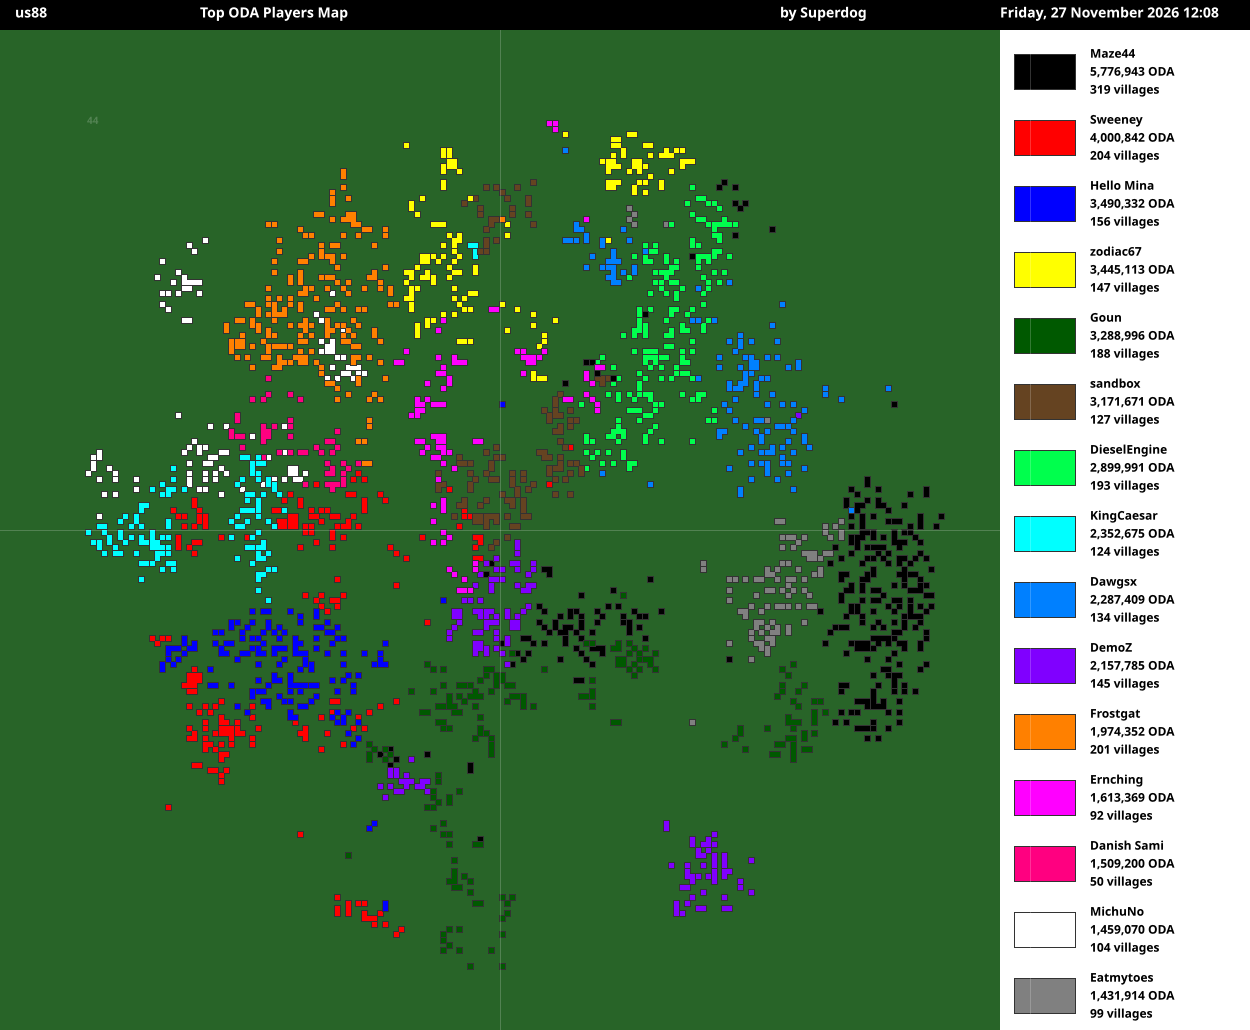 us88 Top ODA Players Map by Superdog Friday, 27 November 2026 12:08
44
Maze44
5,776,943 ODA
319 villages
Sweeney
4,000,842 ODA
204 villages
Hello Mina
3,490,332 ODA
156 villages
zodiac67
3,445,113 ODA
147 villages
Goun
3,288,996 ODA
188 villages
sandbox
3,171,671 ODA
127 villages
DieselEngine
2,899,991 ODA
193 villages
KingCaesar
2,352,675 ODA
124 villages
Dawgsx
2,287,409 ODA
134 villages
DemoZ
2,157,785 ODA
145 villages
Frostgat
1,974,352 ODA
201 villages
Ernching
1,613,369 ODA
92 villages
Danish Sami
1,509,200 ODA
50 villages
MichuNo
1,459,070 ODA
104 villages
Eatmytoes
1,431,914 ODA
99 villages